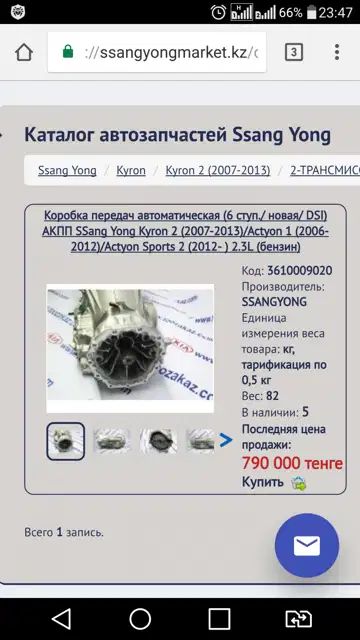 66% 23:47
://ssangyongmarket.kz/c
3
Каталог автозапчастей Ssang Yong
Ssang Yong / Kyron / Kyron 2 (2007-2013) / 2-ТРАНСМИС
Коробка передач автоматическая (6 ступ./ новая/ DSI)
АКПП SSang Yong Kyron 2 (2007-2013)/Actyon 1 (2006-
2012)/Actyon Sports 2 (2012- ) 2.3L (бензин)
Код: 3610009020
Производитель:
SSANGYONG
Единица
измерения веса
товара: кг,
тарификация по
0,5 кг
Вес: 82
В наличии: 5
Последняя цена
продажи:
790 000 тенге
Купить
Всего 1 запись.